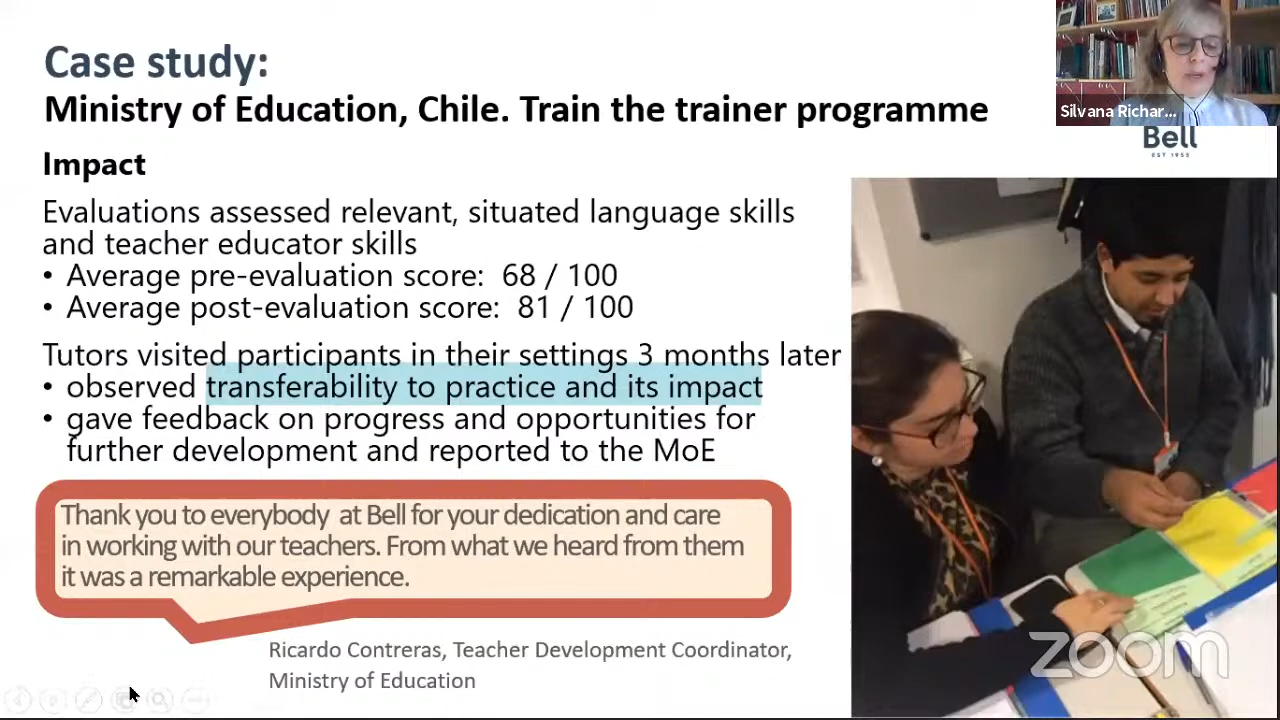 Case study:
Ministry of Education, Chile. Train the trainer programme
Silvana Richar...
Bell
EST 1955
Impact
Evaluations assessed relevant, situated language skills
and teacher educator skills
• Average pre-evaluation score: 68 / 100
• Average post-evaluation score: 81 / 100
Tutors visited participants in their settings 3 months later
• observed transferability to practice and its impact
• gave feedback on progress and opportunities for
further development and reported to the MoE
Thank you to everybody at Bell for your dedication and care
in working with our teachers. From what we heard from them
it was a remarkable experience.
Ricardo Contreras, Teacher Development Coordinator,
Ministry of Education
zoom